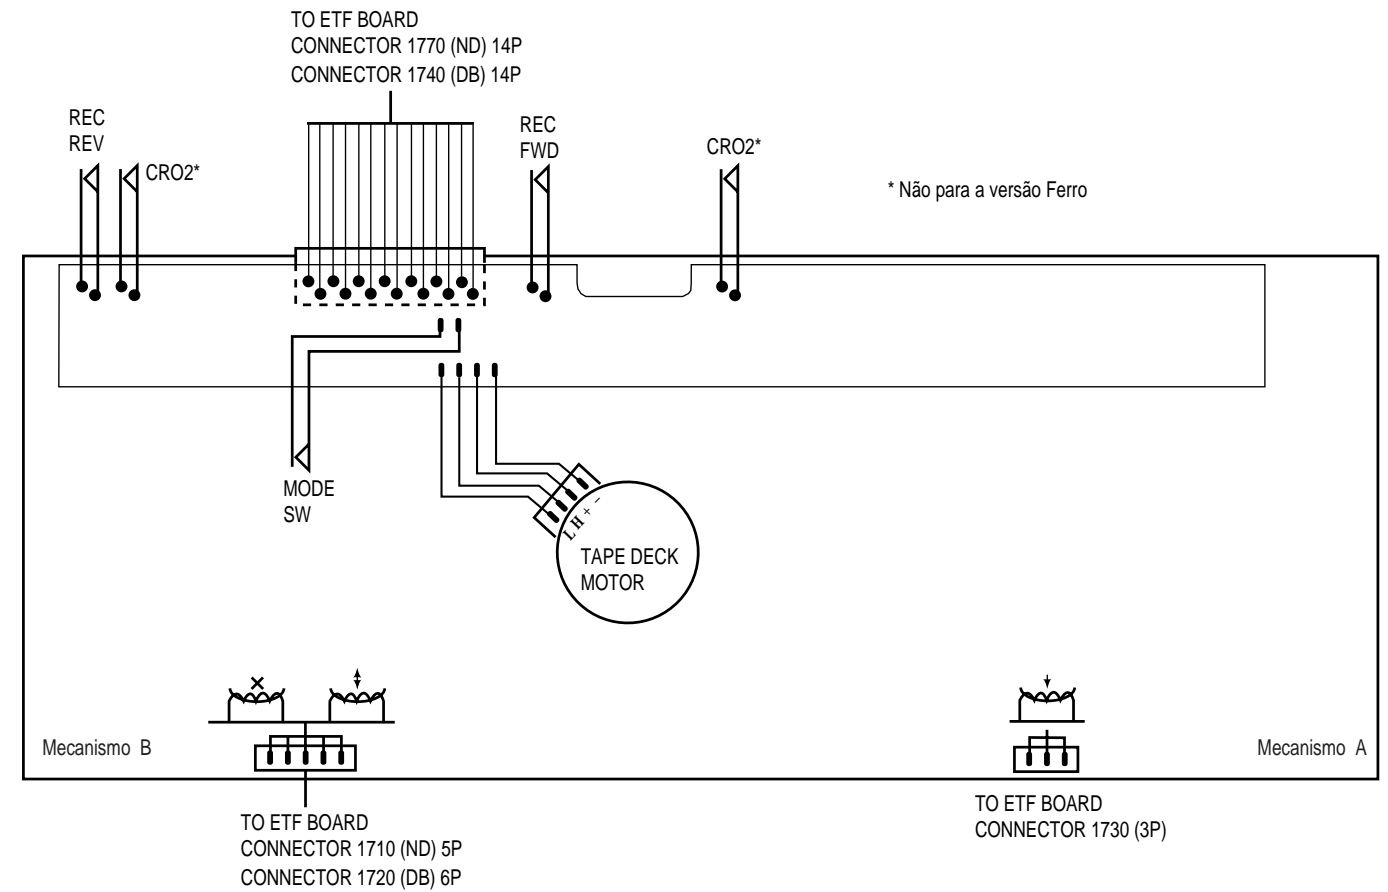 TO ETF BOARD
CONNECTOR 1770 (ND) 14P
CONNECTOR 1740 (DB) 14P
REC
REV
CRO2*
REC
FWD
CRO2*
* Não para a versão Ferro
MODE
SW
L H + −
TAPE DECK
MOTOR
Mecanismo B
Mecanismo A
TO ETF BOARD
CONNECTOR 1710 (ND) 5P
CONNECTOR 1720 (DB) 6P
TO ETF BOARD
CONNECTOR 1730 (3P)